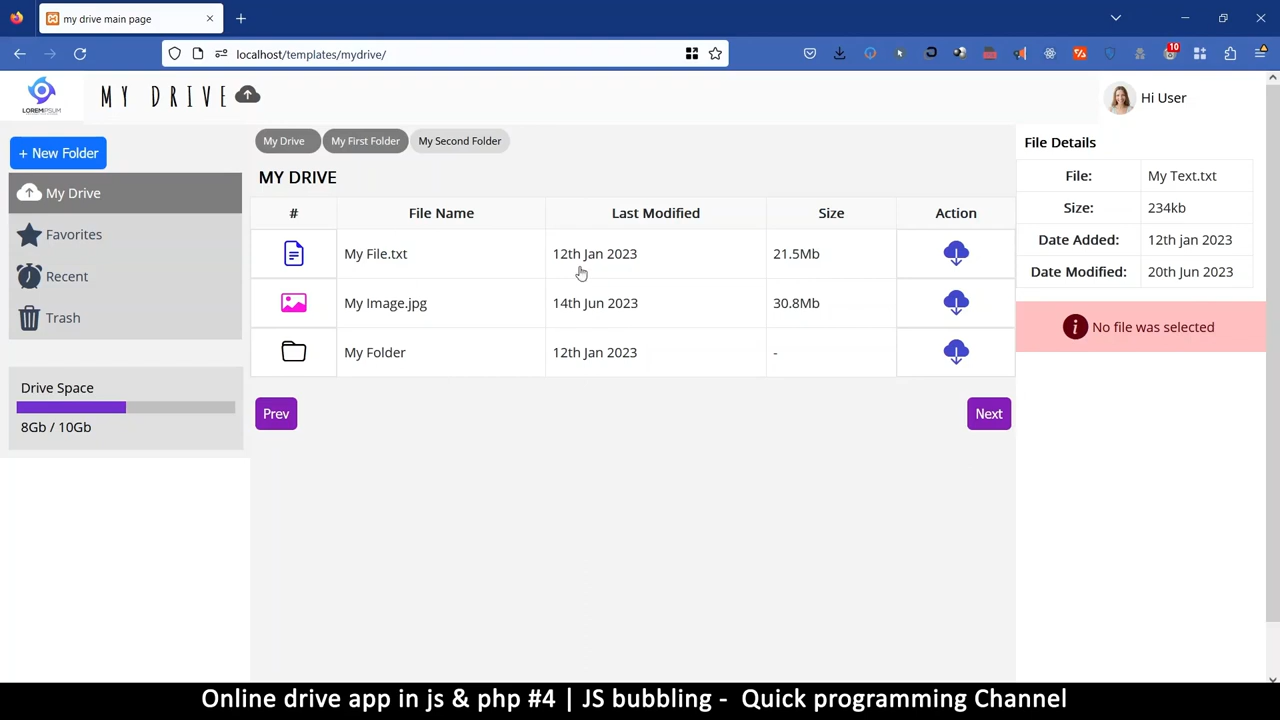 my drive main page
localhost/templates/mydrive/
10
LOREMIPSUM
MY DRIVE
Hi User
+ New Folder
My Drive
Favorites
Recent
Trash
Drive Space
8Gb / 10Gb
My Drive My First Folder My Second Folder
MY DRIVE
# File Name Last Modified Size Action
My File.txt 12th Jan 2023 21.5Mb
My Image.jpg 14th Jun 2023 30.8Mb
My Folder 12th Jan 2023 -
Prev Next
File Details
File: My Text.txt
Size: 234kb
Date Added: 12th jan 2023
Date Modified: 20th Jun 2023
No file was selected
Online drive app in js & php #4 | JS bubbling - Quick programming Channel